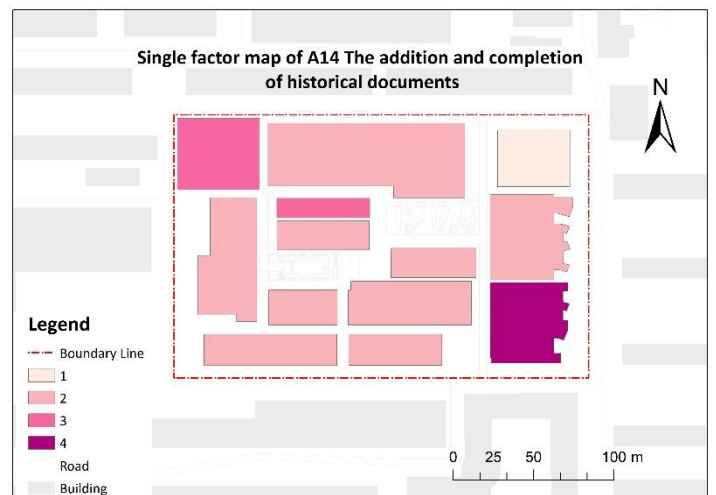 Single factor map of A14 The addition and completion
of historical documents
N
Legend
Boundary Line
1
2
3
4
Road
Building
0 25 50 100 m